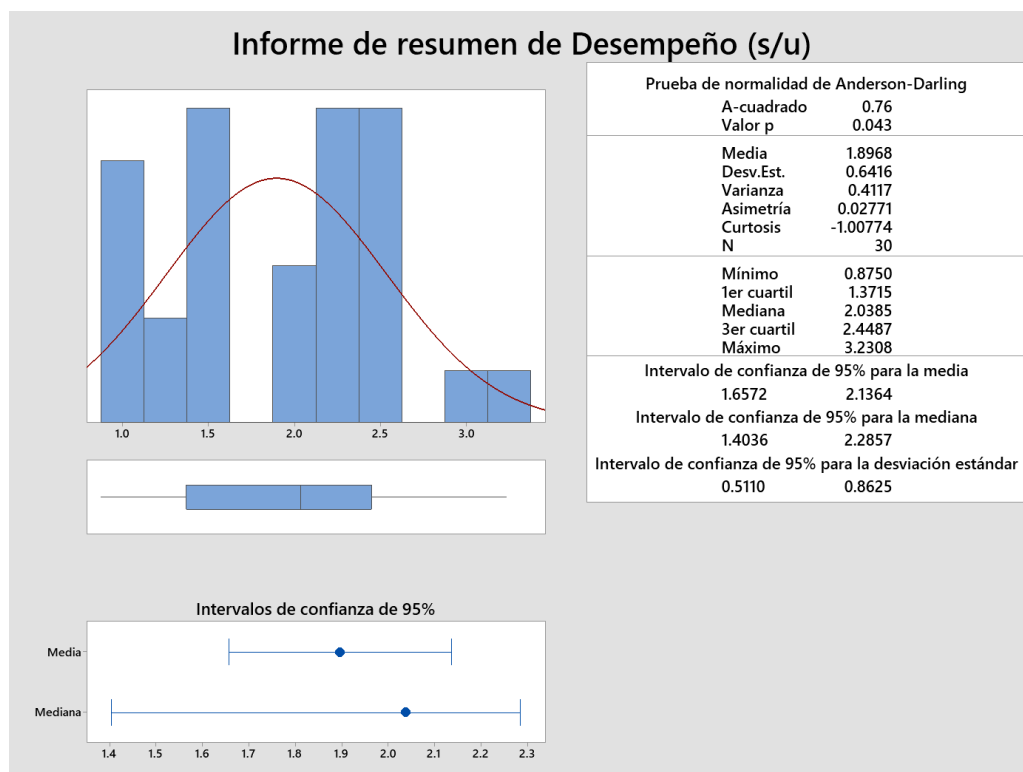 Informe de resumen de Desempeño (s/u)
1.0 1.5 2.0 2.5 3.0
Prueba de normalidad de Anderson-Darling
A-cuadrado 0.76
Valor p 0.043
Media 1.8968
Desv.Est. 0.6416
Varianza 0.4117
Asimetría 0.02771
Curtosis -1.00774
N 30
Mínimo 0.8750
1er cuartil 1.3715
Mediana 2.0385
3er cuartil 2.4487
Máximo 3.2308
Intervalo de confianza de 95% para la media
1.6572 2.1364
Intervalo de confianza de 95% para la mediana
1.4036 2.2857
Intervalo de confianza de 95% para la desviación estándar
0.5110 0.8625
Intervalos de confianza de 95%
Media
Mediana
1.4 1.5 1.6 1.7 1.8 1.9 2.0 2.1 2.2 2.3